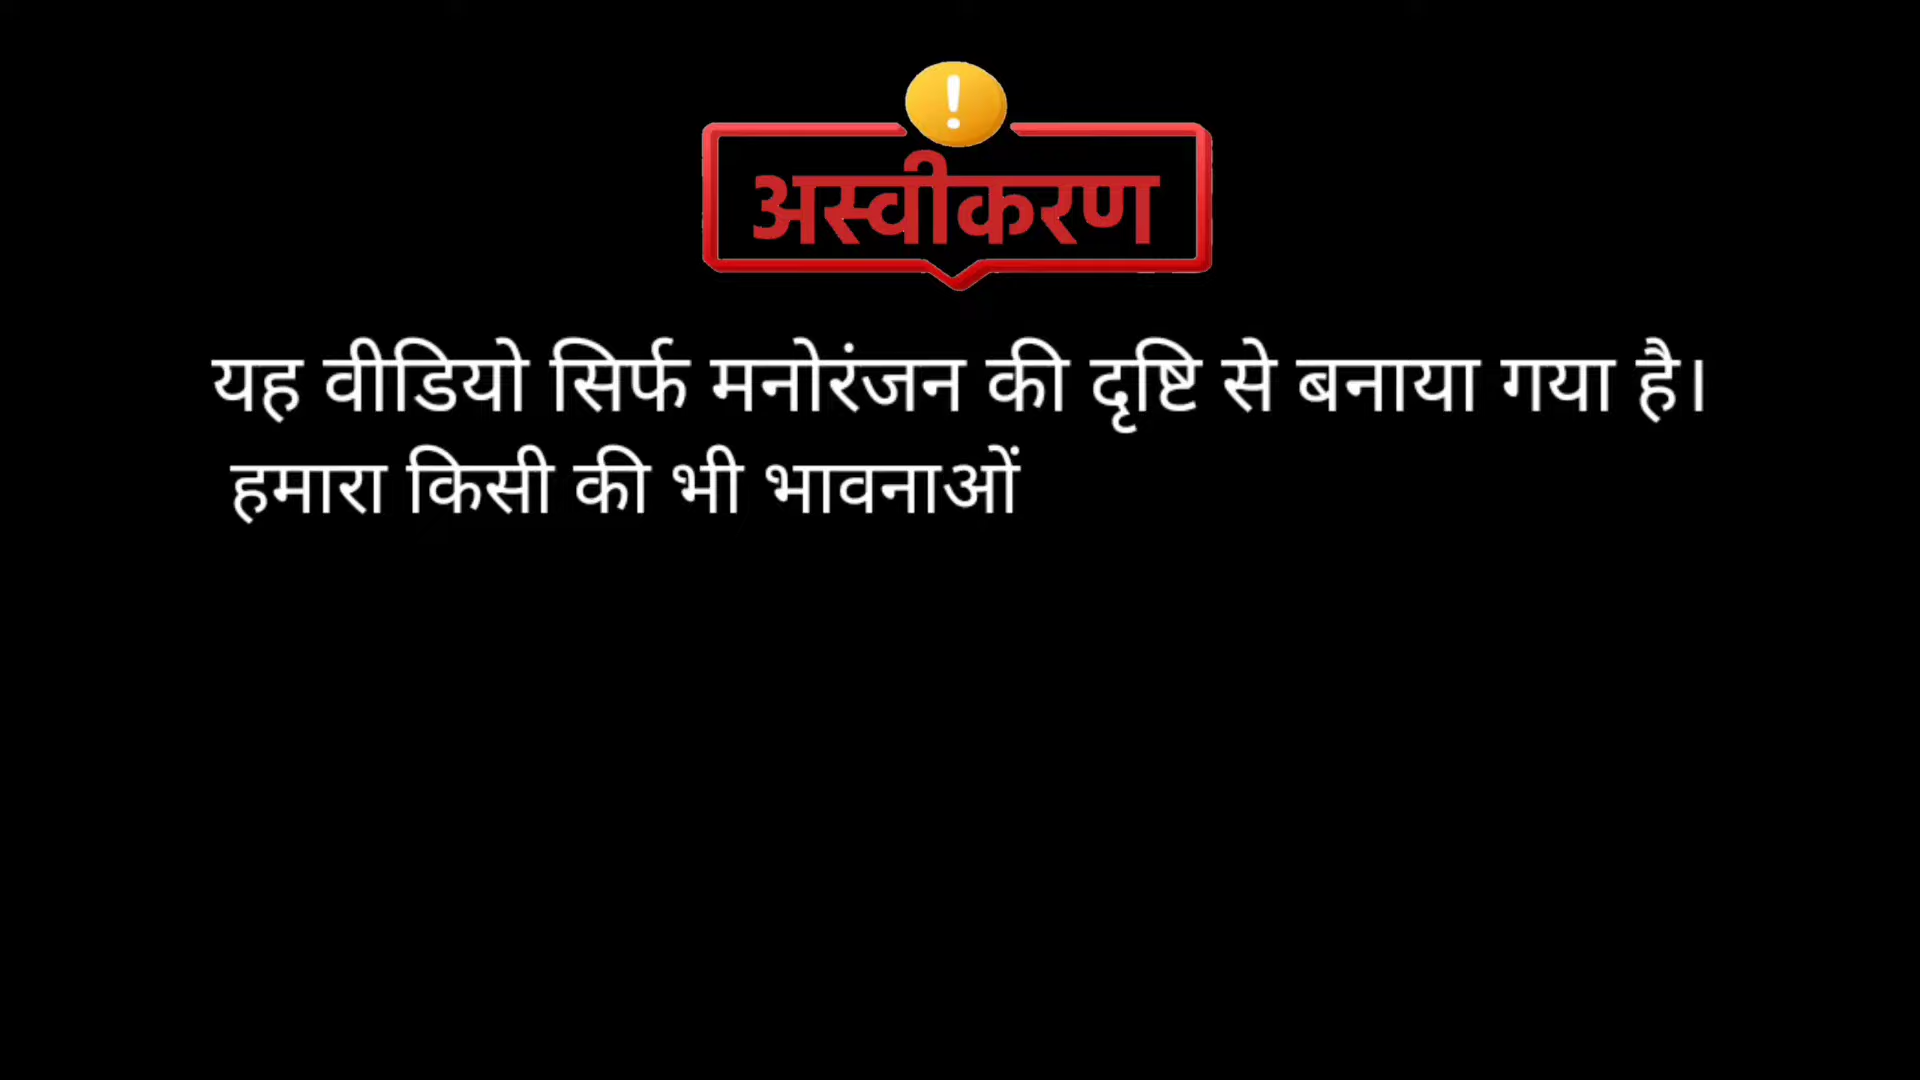 अस्वीकरण
यह वीडियो सिर्फ मनोरंजन की दृष्टि से बनाया गया है।
हमारा किसी की भी भावनाओं